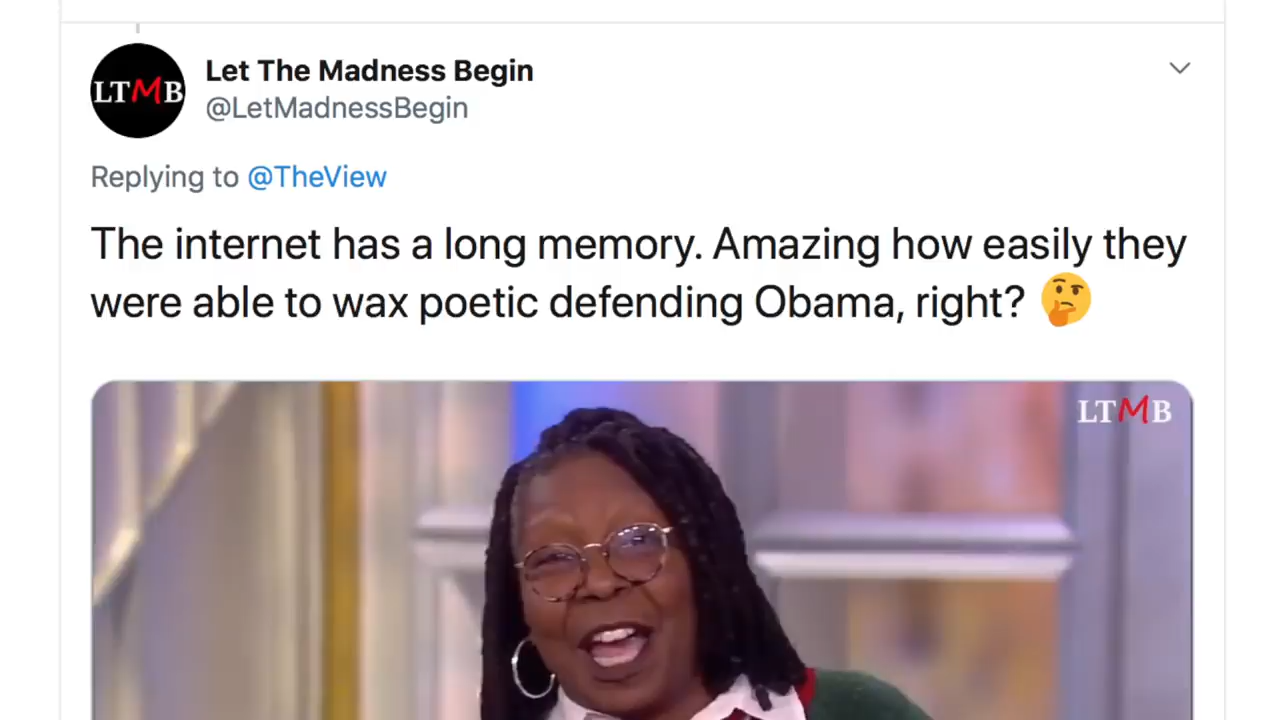 LTMB
Let The Madness Begin
@LetMadnessBegin
Replying to @TheView
The internet has a long memory. Amazing how easily they
were able to wax poetic defending Obama, right? 🤔
LTMB